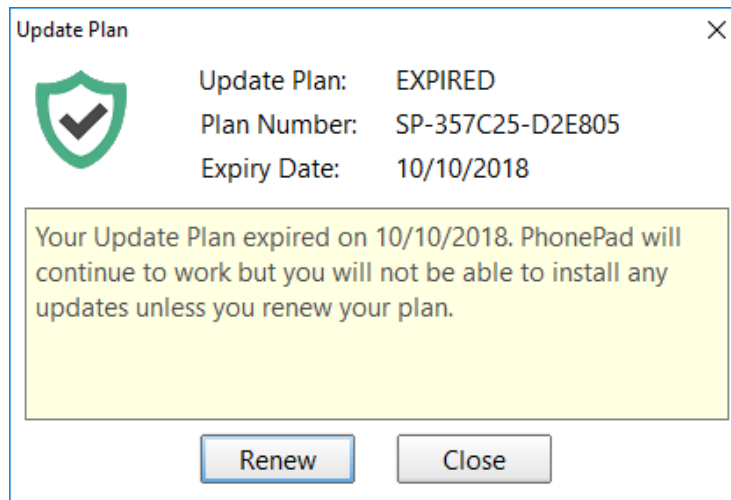 Update Plan
Update Plan: EXPIRED
Plan Number: SP-357C25-D2E805
Expiry Date: 10/10/2018
Your Update Plan expired on 10/10/2018. PhonePad will
continue to work but you will not be able to install any
updates unless you renew your plan.
Renew Close